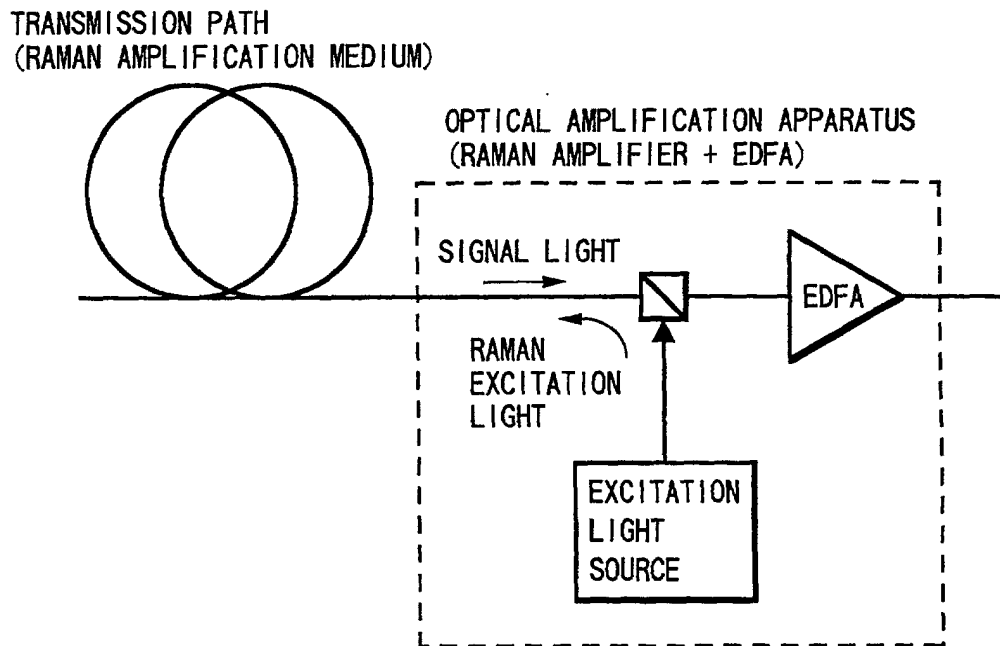 TRANSMISSION PATH
(RAMAN AMPLIFICATION MEDIUM)
OPTICAL AMPLIFICATION APPARATUS
(RAMAN AMPLIFIER + EDFA)
SIGNAL LIGHT
EDFA
RAMAN
EXCITATION
LIGHT
EXCITATION
LIGHT
SOURCE